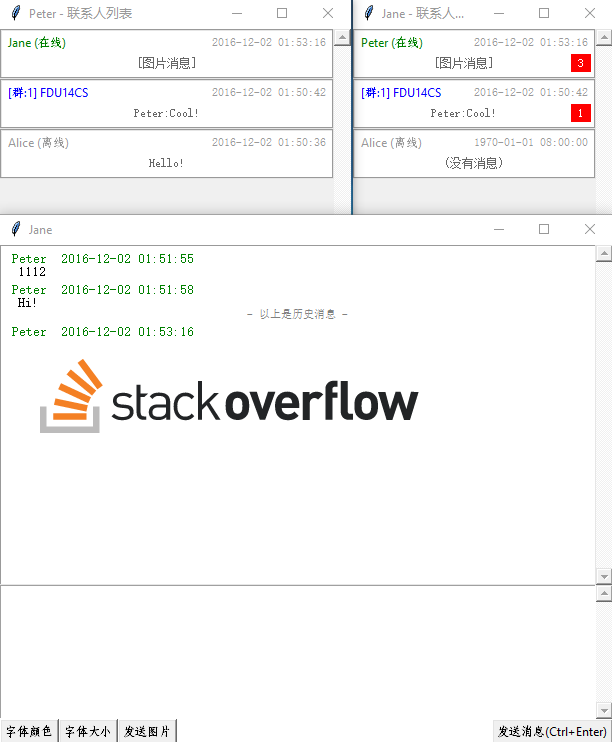 Peter - 联系人列表
Jane (在线) 2016-12-02 01:53:16
[图片消息]
[群:1] FDU14CS 2016-12-02 01:50:42
Peter:Cool!
Alice (离线) 2016-12-02 01:50:36
Hello!
Jane - 联系人...
Peter (在线) 2016-12-02 01:53:16
[图片消息] 3
[群:1] FDU14CS 2016-12-02 01:50:42
Peter:Cool! 1
Alice (离线) 1970-01-01 08:00:00
(没有消息)
Jane
Peter 2016-12-02 01:51:55
1112
Peter 2016-12-02 01:51:58
Hi!
- 以上是历史消息 -
Peter 2016-12-02 01:53:16
stackoverflow
字体颜色 字体大小 发送图片 发送消息(Ctrl+Enter)